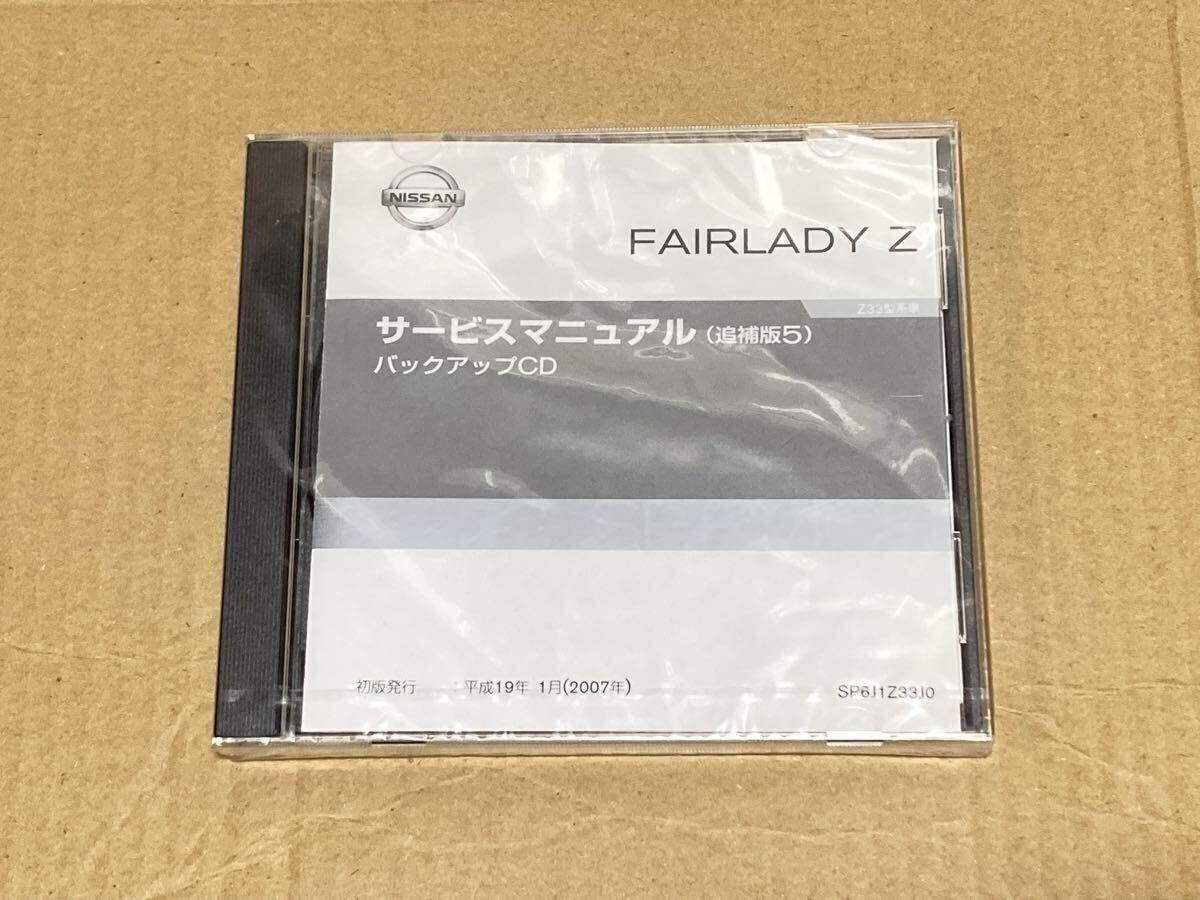 NISSAN
FAIRLADY Z
Z33型系車
サービスマニュアル(追補版5)
バックアップCD
初版発行 平成19年 1月(2007年)
SP6J1Z33J0